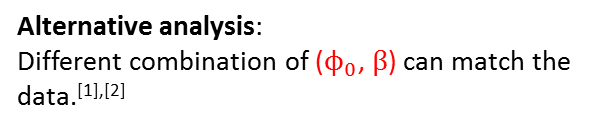 Alternative analysis:
Different combination of (ϕ₀, β) can match the
data.[1],[2]